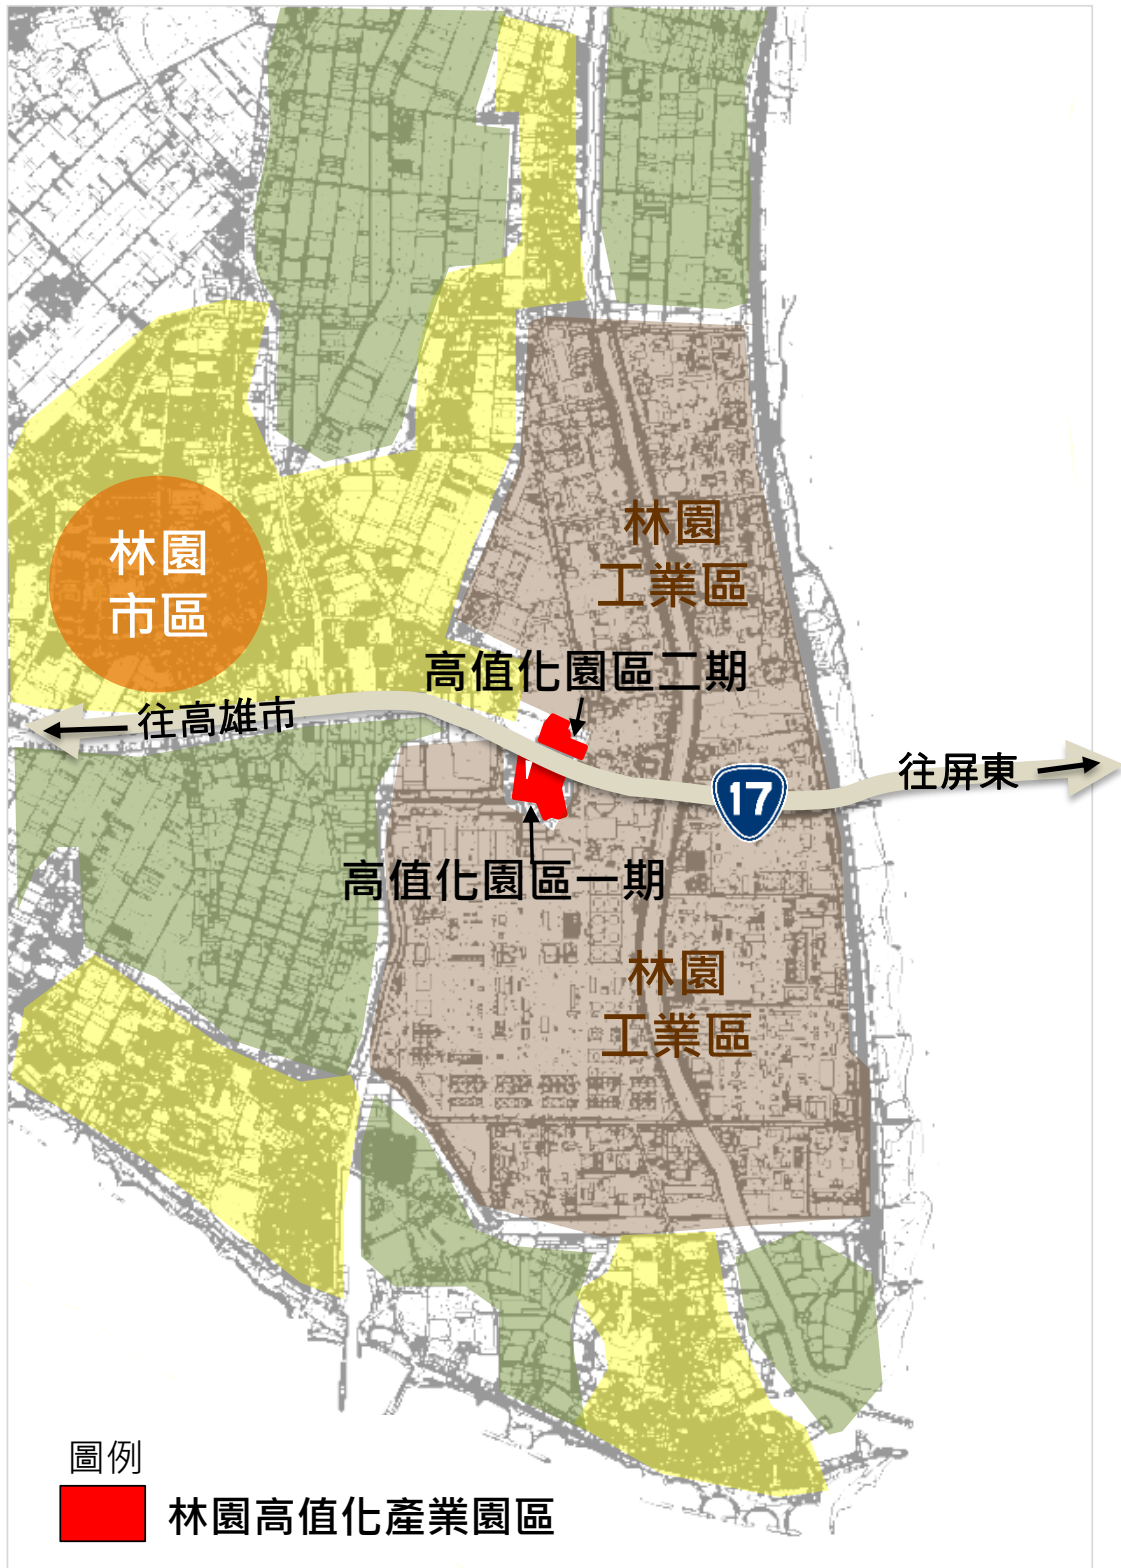 林園
工業區
林園
市區
高值化園區二期
往高雄市
往屏東
17
高值化園區一期
林園
工業區
圖例
林園高值化產業園區